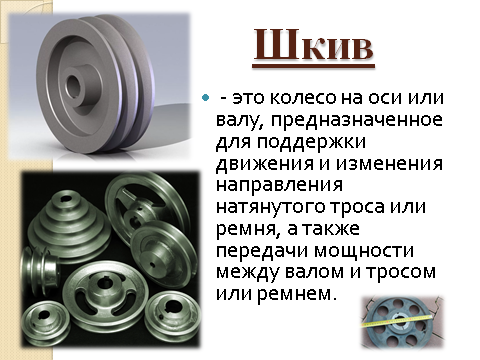 Шкив
- это колесо на оси или
валу, предназначенное
для поддержки
движения и изменения
направления
натянутого троса или
ремня, а также
передачи мощности
между валом и тросом
или ремнем.